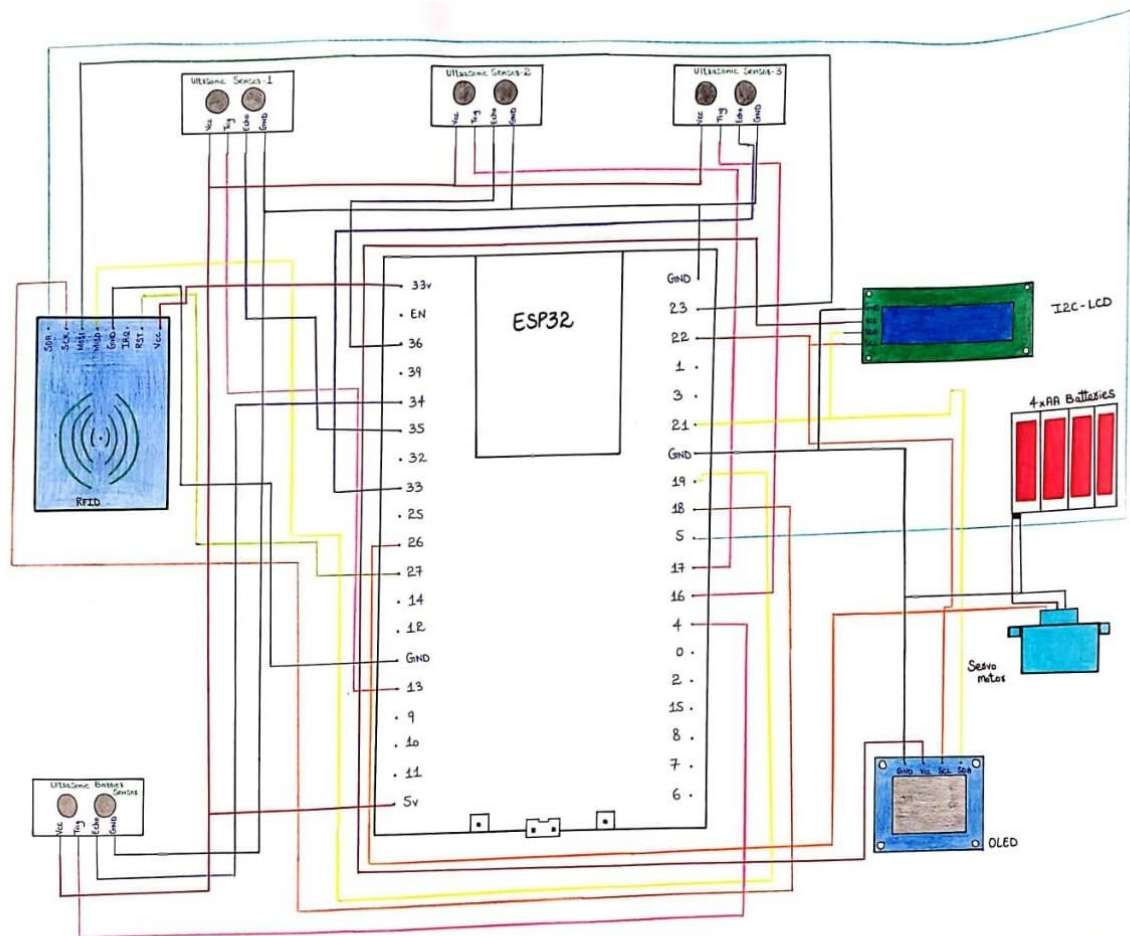 Ultrasonic Sensor-1
Vcc
Trig
Echo
GND
Ultrasonic Sensor-2
Vcc
Trig
Echo
GND
Ultrasonic Sensor-3
Vcc
Trig
Echo
GND
SDA
SCK
MOSI
MISO
GND
IRQ
RST
Vcc
RFID
ESP32
33v
EN
36
39
34
35
32
33
25
26
27
14
12
GND
13
9
10
11
5v
GND
23
22
1
3
21
GND
19
18
5
17
16
4
0
2
15
8
7
6
I2C-LCD
4xAA Batteries
Servo
motor
GND
Vcc
SCL
SDA
OLED
Ultrasonic Barrier
Sensor
Vcc
Trig
Echo
GND